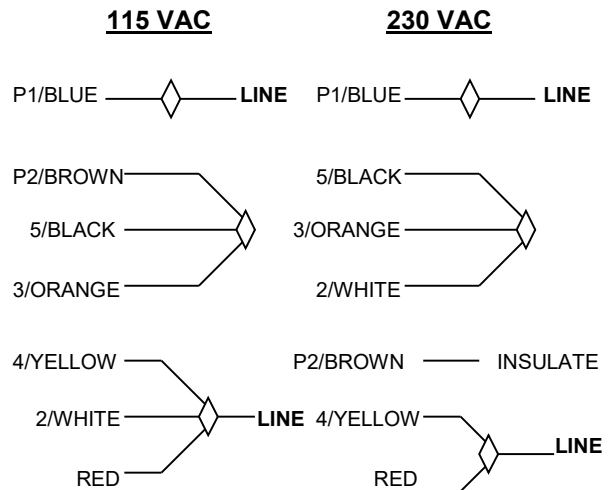 115 VAC
P1/BLUE LINE
P2/BROWN
5/BLACK
3/ORANGE
4/YELLOW
2/WHITE LINE
RED
230 VAC
P1/BLUE LINE
5/BLACK
3/ORANGE
2/WHITE
P2/BROWN INSULATE
4/YELLOW
LINE
RED